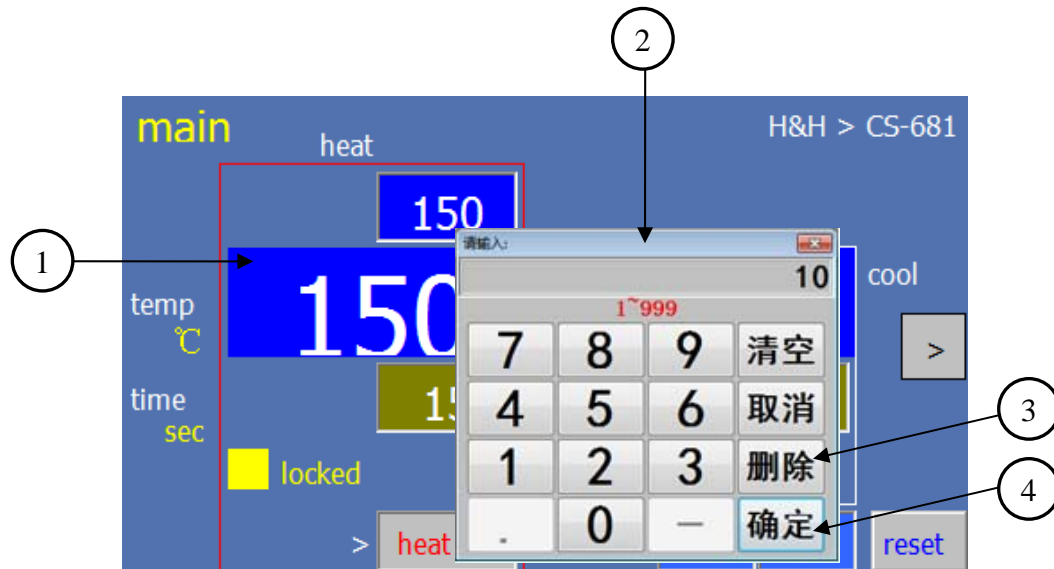 2
main
H&H > CS-681
heat
150
请输入:
1
150
10
cool
temp
℃
1~999
7 8 9 清空
>
time
sec
4 5 6 取消
3
locked
1 2 3 删除
4
> heat
. 0 — 确定
reset